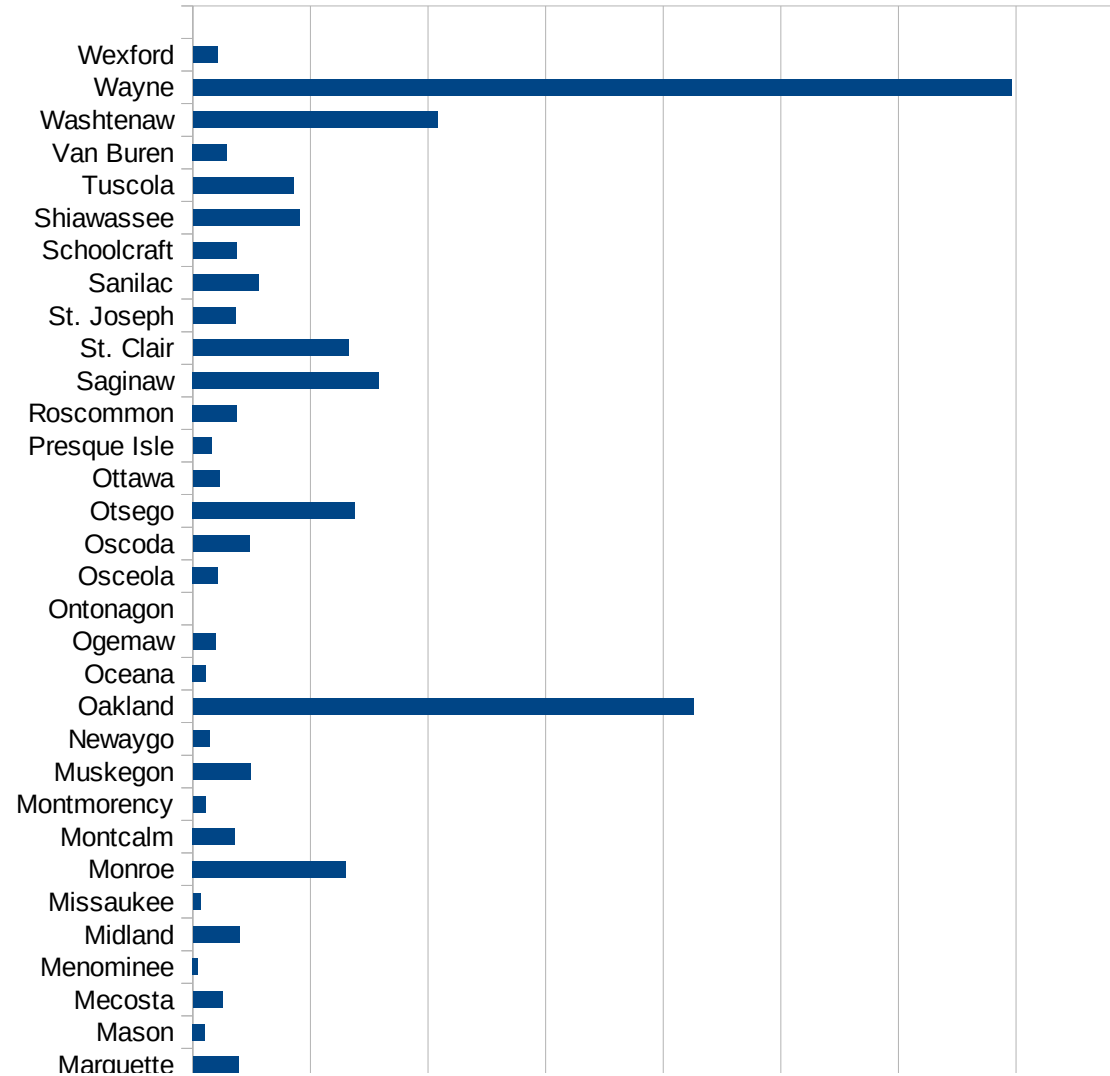 Wexford
Wayne
Washtenaw
Van Buren
Tuscola
Shiawassee
Schoolcraft
Sanilac
St. Joseph
St. Clair
Saginaw
Roscommon
Presque Isle
Ottawa
Otsego
Oscoda
Osceola
Ontonagon
Ogemaw
Oceana
Oakland
Newaygo
Muskegon
Montmorency
Montcalm
Monroe
Missaukee
Midland
Menominee
Mecosta
Mason
Marquette